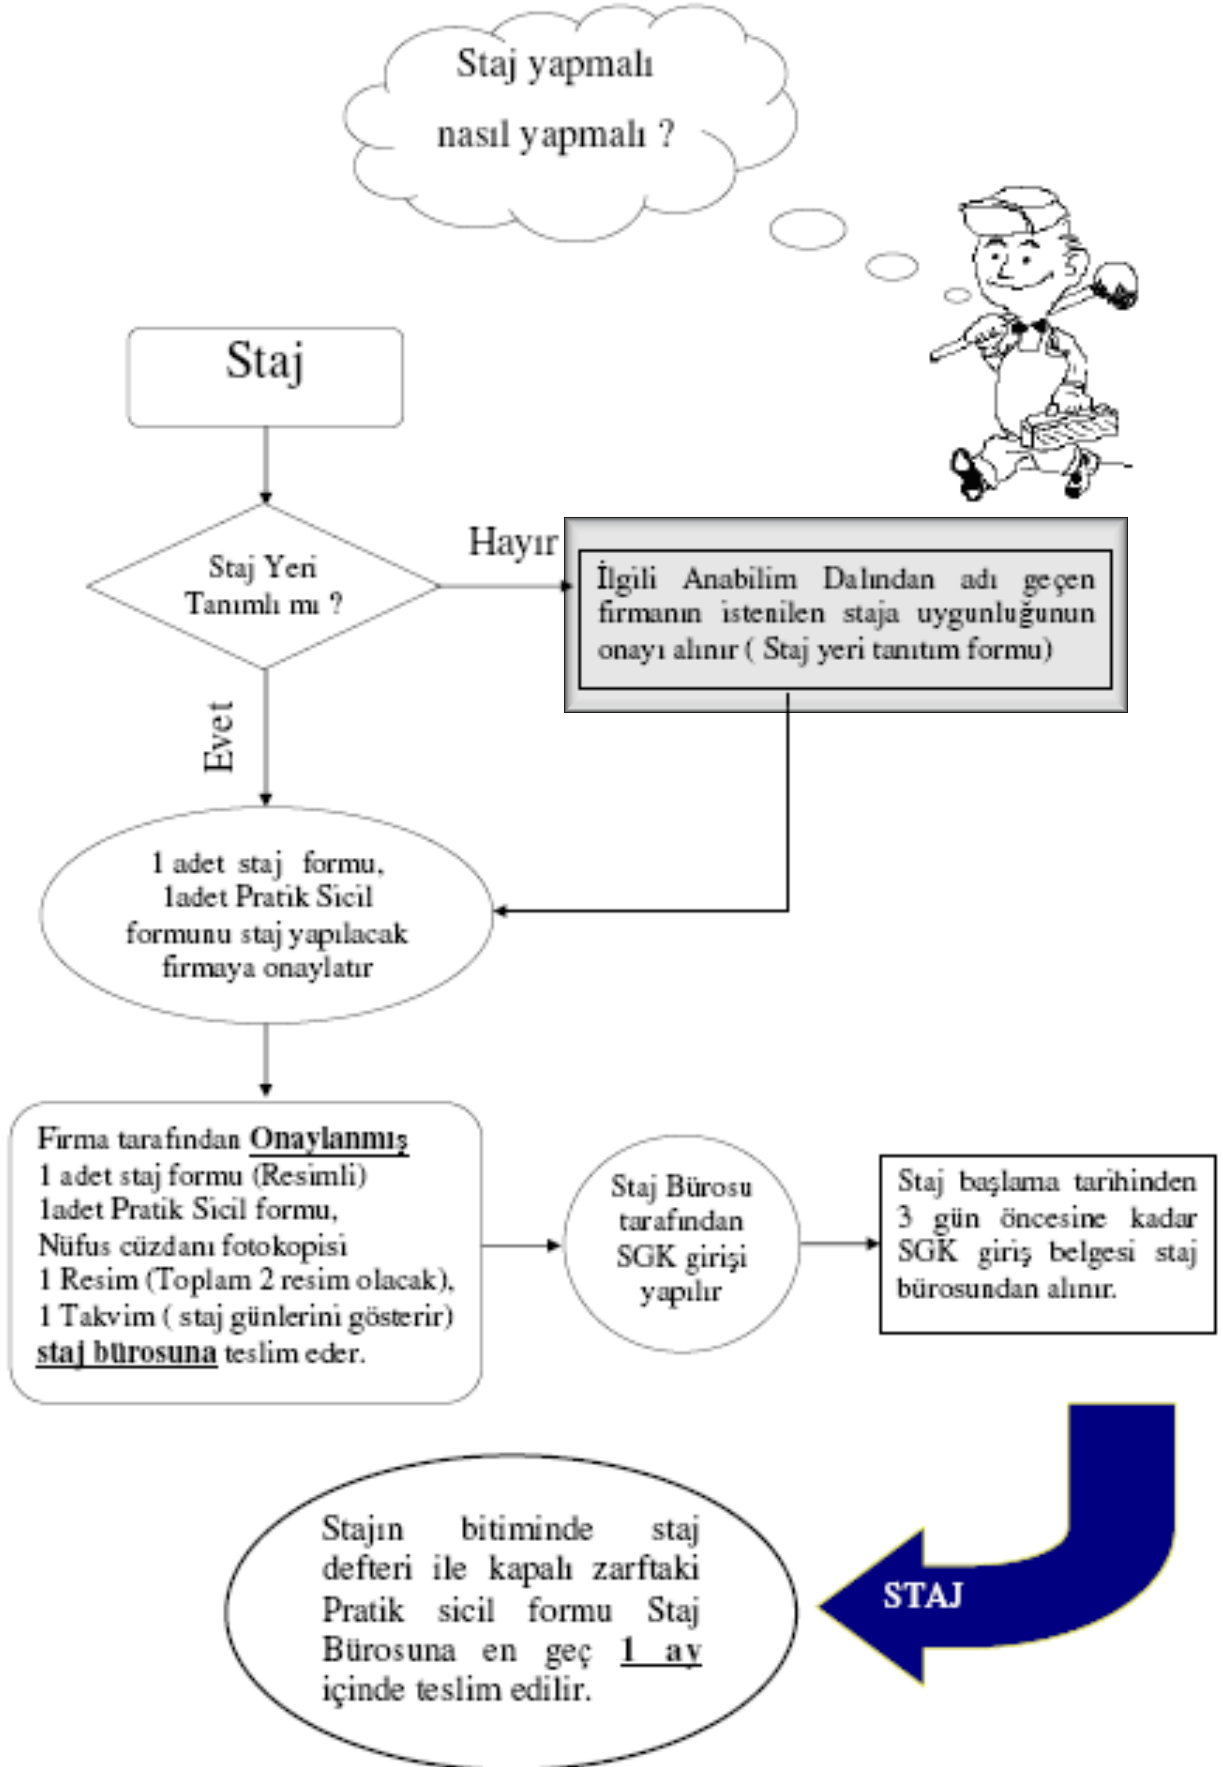 Staj yapmalı
nasıl yapmalı ?
Staj
Staj Yeri
Tanımlı mı ?
Hayır
İlgili Anabilim Dalından adı geçen
firmanın istenilen staja uygunluğunun
onayı alınır ( Staj yeri tanıtım formu)
Evet
1 adet staj formu,
1adet Pratik Sicil
formunu staj yapılacak
firmaya onaylatır
Firma tarafından Onaylanmış
1 adet staj formu (Resimli)
1adet Pratik Sicil formu,
Nüfus cüzdanı fotokopisi
1 Resim (Toplam 2 resim olacak),
1 Takvim ( staj günlerini gösterir)
staj bürosuna teslim eder.
Staj Bürosu
tarafından
SGK girişi
yapılır
Staj başlama tarihinden
3 gün öncesine kadar
SGK giriş belgesi staj
bürosundan alınır.
STAJ
Stajın bitiminde staj
defteri ile kapalı zarftaki
Pratik sicil formu Staj
Bürosuna en geç 1 ay
içinde teslim edilir.